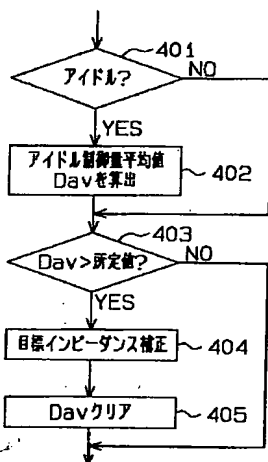 401
アイドル?
NO
YES
アイドル制御量平均値
Davを算出
402
403
Dav>所定値?
NO
YES
目標インピーダンス補正
404
Davクリア
405